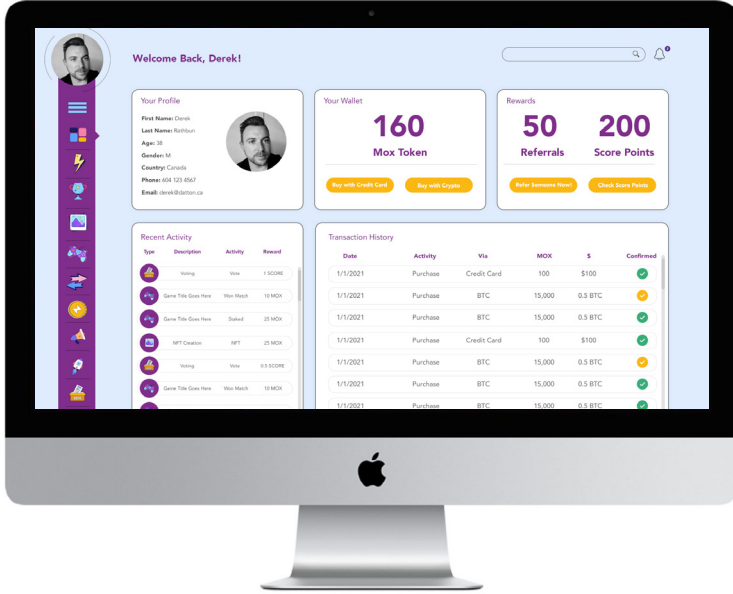 Welcome Back, Derek!
Your Profile
First Name: Derek
Last Name: Rathbun
Age: 38
Gender: M
Country: Canada
Phone: 604 123 4567
Email: derek@datton.ca
Your Wallet
160
Mox Token
Buy with Credit Card Buy with Crypto
Rewards
50 200
Referrals Score Points
Refer Someone Now! Check Score Points
Recent Activity
Type Description Activity Reward
Voting Vote 1 SCORE
Game Title Goes Here Won Match 10 MOX
Game Title Goes Here Staked 25 MOX
NFT Creation NFT 25 MOX
Voting Vote 0.5 SCORE
Game Title Goes Here Won Match 10 MOX
Transaction History
Date Activity Via MOX $ Confirmed
1/1/2021 Purchase Credit Card 100 $100
1/1/2021 Purchase BTC 15,000 0.5 BTC
1/1/2021 Purchase BTC 15,000 0.5 BTC
1/1/2021 Purchase Credit Card 100 $100
1/1/2021 Purchase BTC 15,000 0.5 BTC
1/1/2021 Purchase BTC 15,000 0.5 BTC
1/1/2021 Purchase BTC 15,000 0.5 BTC